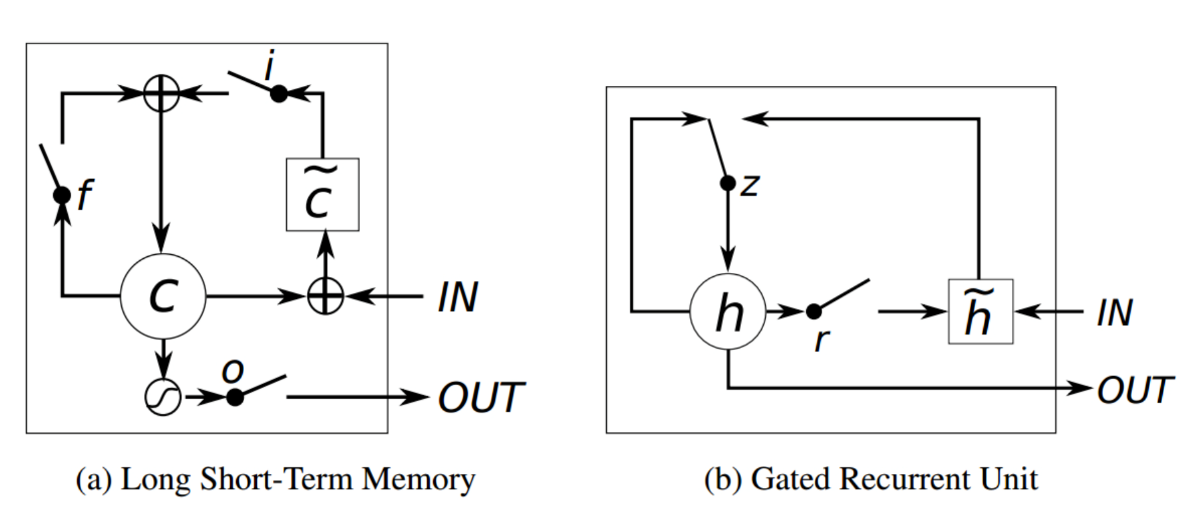 i
f
c̃
c
IN
o
OUT
(a) Long Short-Term Memory
z
h
r
h̃
IN
OUT
(b) Gated Recurrent Unit